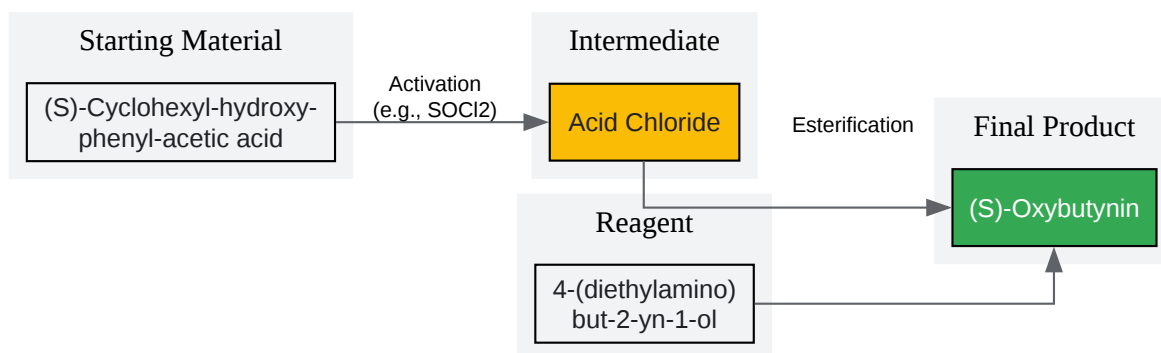 Starting Material
(S)-Cyclohexyl-hydroxy-
phenyl-acetic acid
Activation
(e.g., SOCl2)
Intermediate
Acid Chloride
Esterification
Final Product
(S)-Oxybutynin
Reagent
4-(diethylamino)
but-2-yn-1-ol